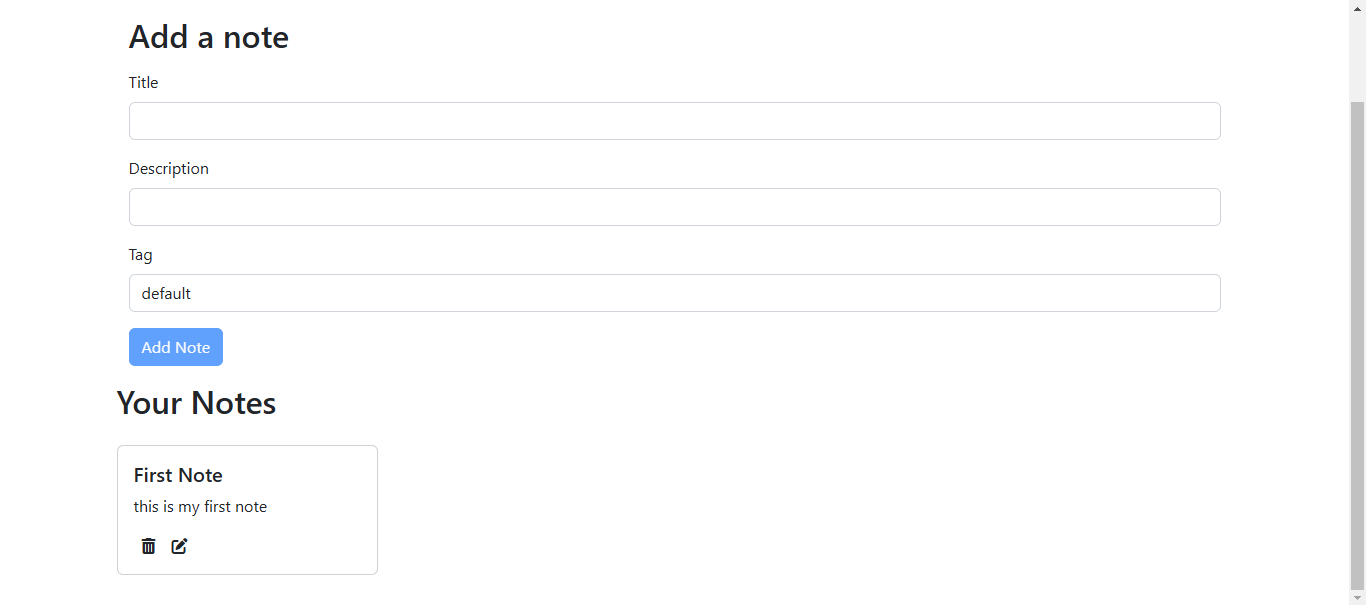 Add a note
Title
Description
Tag
default
Add Note
Your Notes
First Note
this is my first note